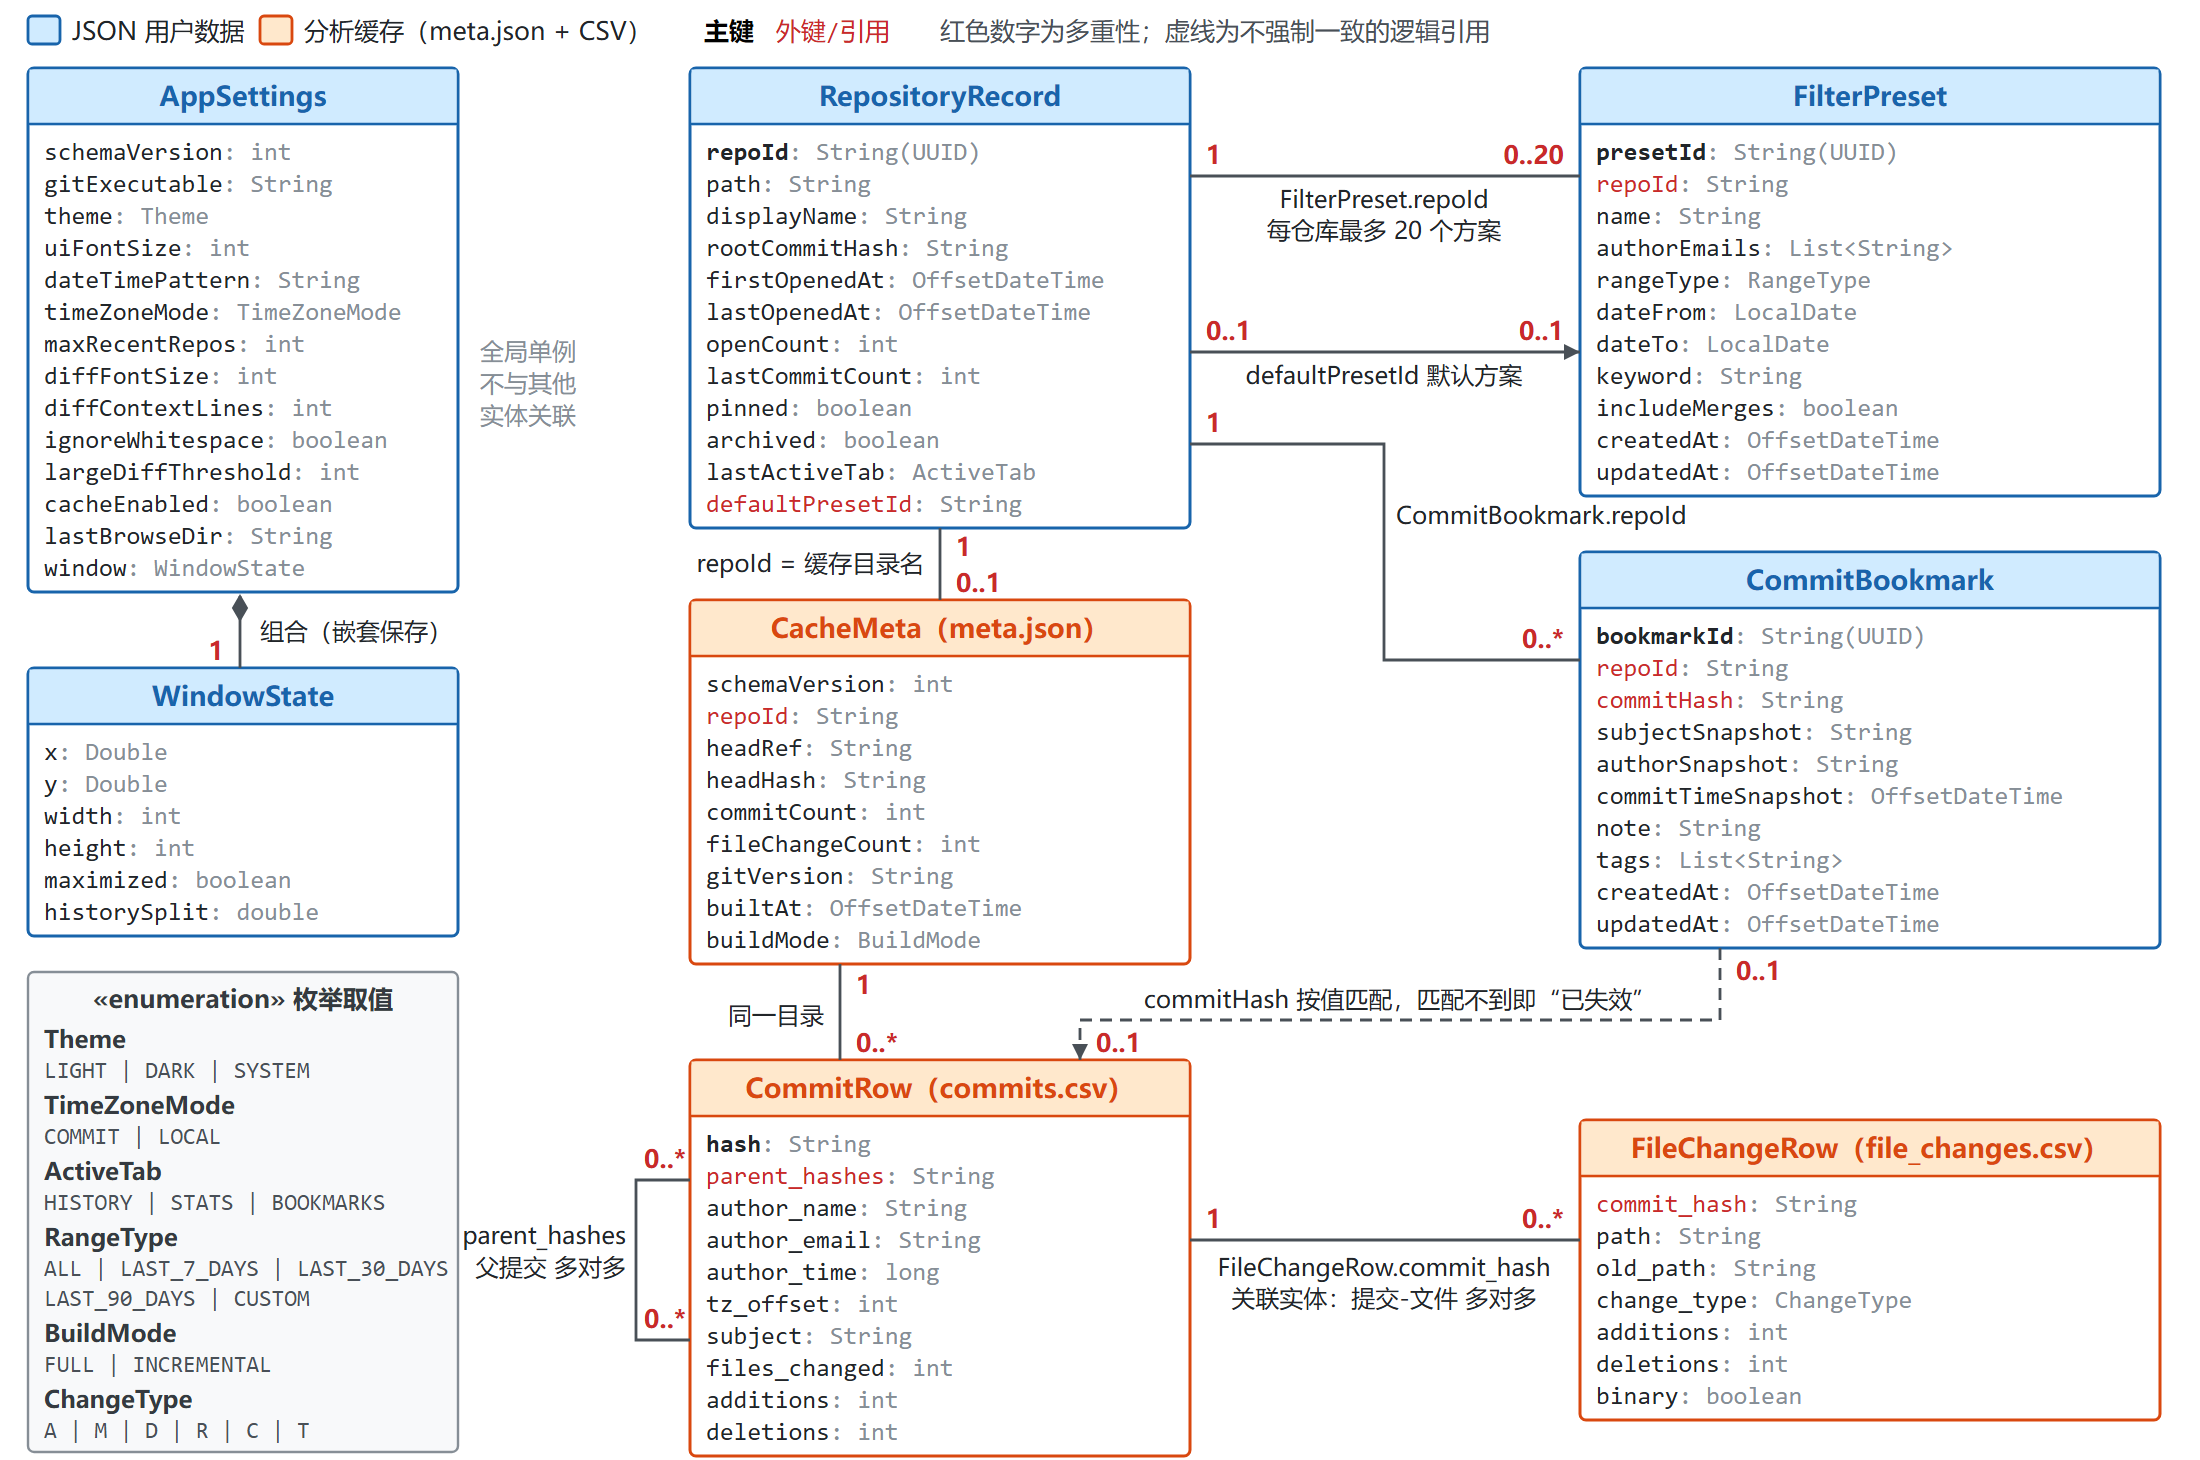 JSON 用户数据
分析缓存（meta.json + CSV）
主键
外键/引用
红色数字为多重性；虚线为不强制一致的逻辑引用
AppSettings
schemaVersion: int
gitExecutable: String
theme: Theme
uiFontSize: int
dateTimePattern: String
timeZoneMode: TimeZoneMode
maxRecentRepos: int
diffFontSize: int
diffContextLines: int
ignoreWhitespace: boolean
largeDiffThreshold: int
cacheEnabled: boolean
lastBrowseDir: String
window: WindowState
全局单例
不与其他
实体关联
1
组合（嵌套保存）
WindowState
x: Double
y: Double
width: int
height: int
maximized: boolean
historySplit: double
«enumeration» 枚举取值
Theme
LIGHT | DARK | SYSTEM
TimeZoneMode
COMMIT | LOCAL
ActiveTab
HISTORY | STATS | BOOKMARKS
RangeType
ALL | LAST_7_DAYS | LAST_30_DAYS
LAST_90_DAYS | CUSTOM
BuildMode
FULL | INCREMENTAL
ChangeType
A | M | D | R | C | T
RepositoryRecord
repoId: String(UUID)
path: String
displayName: String
rootCommitHash: String
firstOpenedAt: OffsetDateTime
lastOpenedAt: OffsetDateTime
openCount: int
lastCommitCount: int
pinned: boolean
archived: boolean
lastActiveTab: ActiveTab
defaultPresetId: String
1
0..20
FilterPreset.repoId
每仓库最多 20 个方案
0..1
0..1
defaultPresetId 默认方案
1
CommitBookmark.repoId
0..*
FilterPreset
presetId: String(UUID)
repoId: String
name: String
authorEmails: List<String>
rangeType: RangeType
dateFrom: LocalDate
dateTo: LocalDate
keyword: String
includeMerges: boolean
createdAt: OffsetDateTime
updatedAt: OffsetDateTime
repoId = 缓存目录名
1
0..1
CacheMeta（meta.json）
schemaVersion: int
repoId: String
headRef: String
headHash: String
commitCount: int
fileChangeCount: int
gitVersion: String
builtAt: OffsetDateTime
buildMode: BuildMode
CommitBookmark
bookmarkId: String(UUID)
repoId: String
commitHash: String
subjectSnapshot: String
authorSnapshot: String
commitTimeSnapshot: OffsetDateTime
note: String
tags: List<String>
createdAt: OffsetDateTime
updatedAt: OffsetDateTime
1
同一目录
0..*
0..1
commitHash 按值匹配，匹配不到即“已失效”
0..1
CommitRow（commits.csv）
hash: String
parent_hashes: String
author_name: String
author_email: String
author_time: long
tz_offset: int
subject: String
files_changed: int
additions: int
deletions: int
0..*
parent_hashes
父提交 多对多
0..*
1
0..*
FileChangeRow.commit_hash
关联实体：提交-文件 多对多
FileChangeRow（file_changes.csv）
commit_hash: String
path: String
old_path: String
change_type: ChangeType
additions: int
deletions: int
binary: boolean